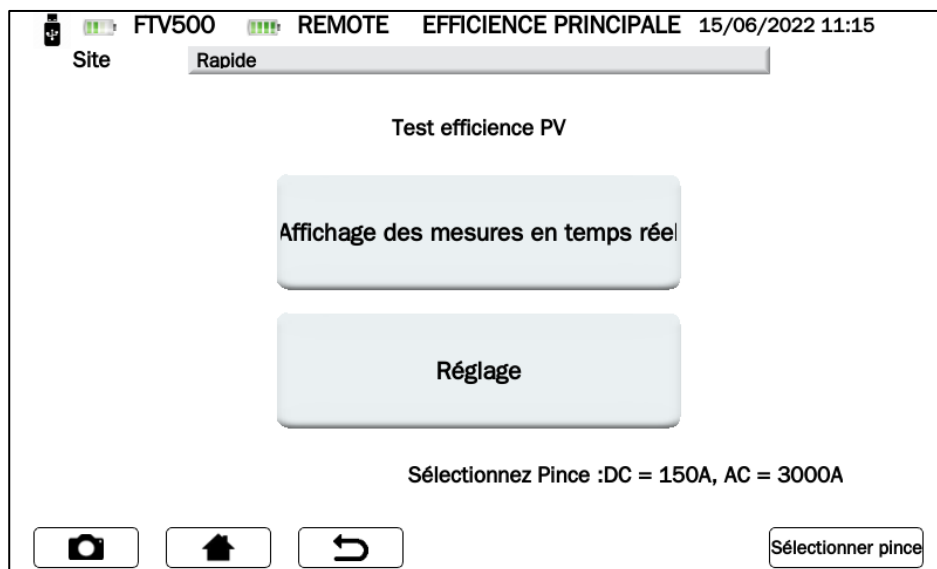 FTV500 REMOTE EFFICIENCE PRINCIPALE 15/06/2022 11:15
Site Rapide
Test efficience PV
Affichage des mesures en temps réel
Réglage
Sélectionnez Pince :DC = 150A, AC = 3000A
Sélectionner pince